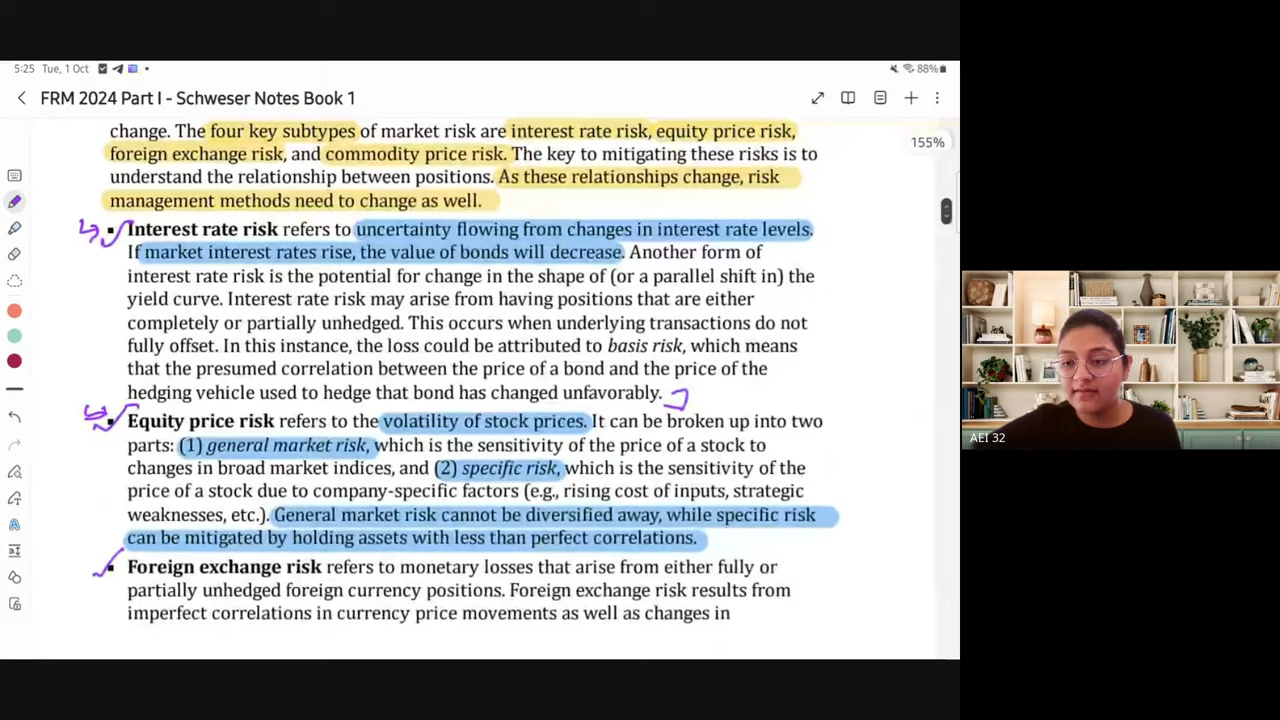 5:25 Tue, 1 Oct
88%
FRM 2024 Part I - Schweser Notes Book 1
155%
change. The four key subtypes of market risk are interest rate risk, equity price risk,
foreign exchange risk, and commodity price risk. The key to mitigating these risks is to
understand the relationship between positions. As these relationships change, risk
management methods need to change as well.
▪ Interest rate risk refers to uncertainty flowing from changes in interest rate levels.
If market interest rates rise, the value of bonds will decrease. Another form of
interest rate risk is the potential for change in the shape of (or a parallel shift in) the
yield curve. Interest rate risk may arise from having positions that are either
completely or partially unhedged. This occurs when underlying transactions do not
fully offset. In this instance, the loss could be attributed to basis risk, which means
that the presumed correlation between the price of a bond and the price of the
hedging vehicle used to hedge that bond has changed unfavorably.
▪ Equity price risk refers to the volatility of stock prices. It can be broken up into two
parts: (1) general market risk, which is the sensitivity of the price of a stock to
changes in broad market indices, and (2) specific risk, which is the sensitivity of the
price of a stock due to company-specific factors (e.g., rising cost of inputs, strategic
weaknesses, etc.). General market risk cannot be diversified away, while specific risk
can be mitigated by holding assets with less than perfect correlations.
▪ Foreign exchange risk refers to monetary losses that arise from either fully or
partially unhedged foreign currency positions. Foreign exchange risk results from
imperfect correlations in currency price movements as well as changes in
AEI 32